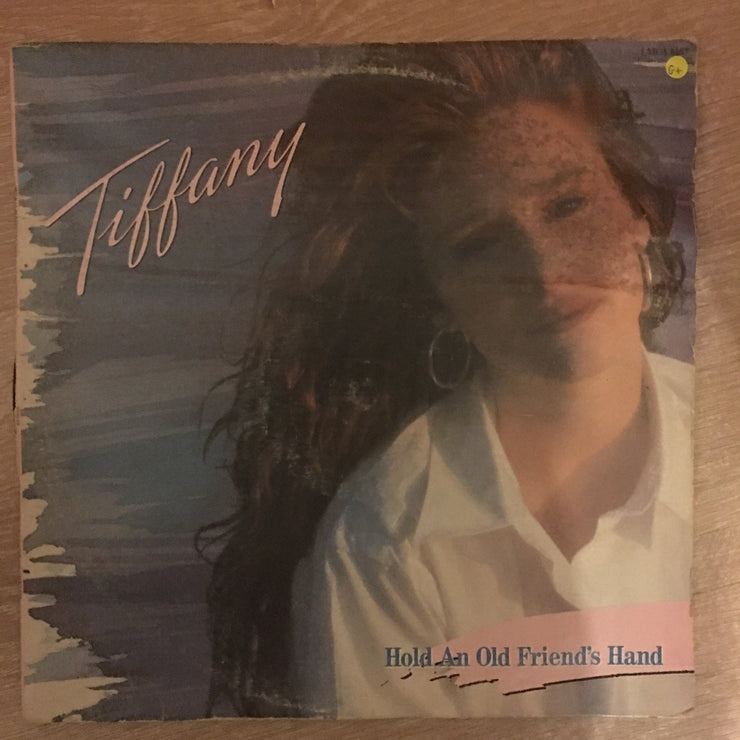 Tiffany
G+
Hold An Old Friend's Hand